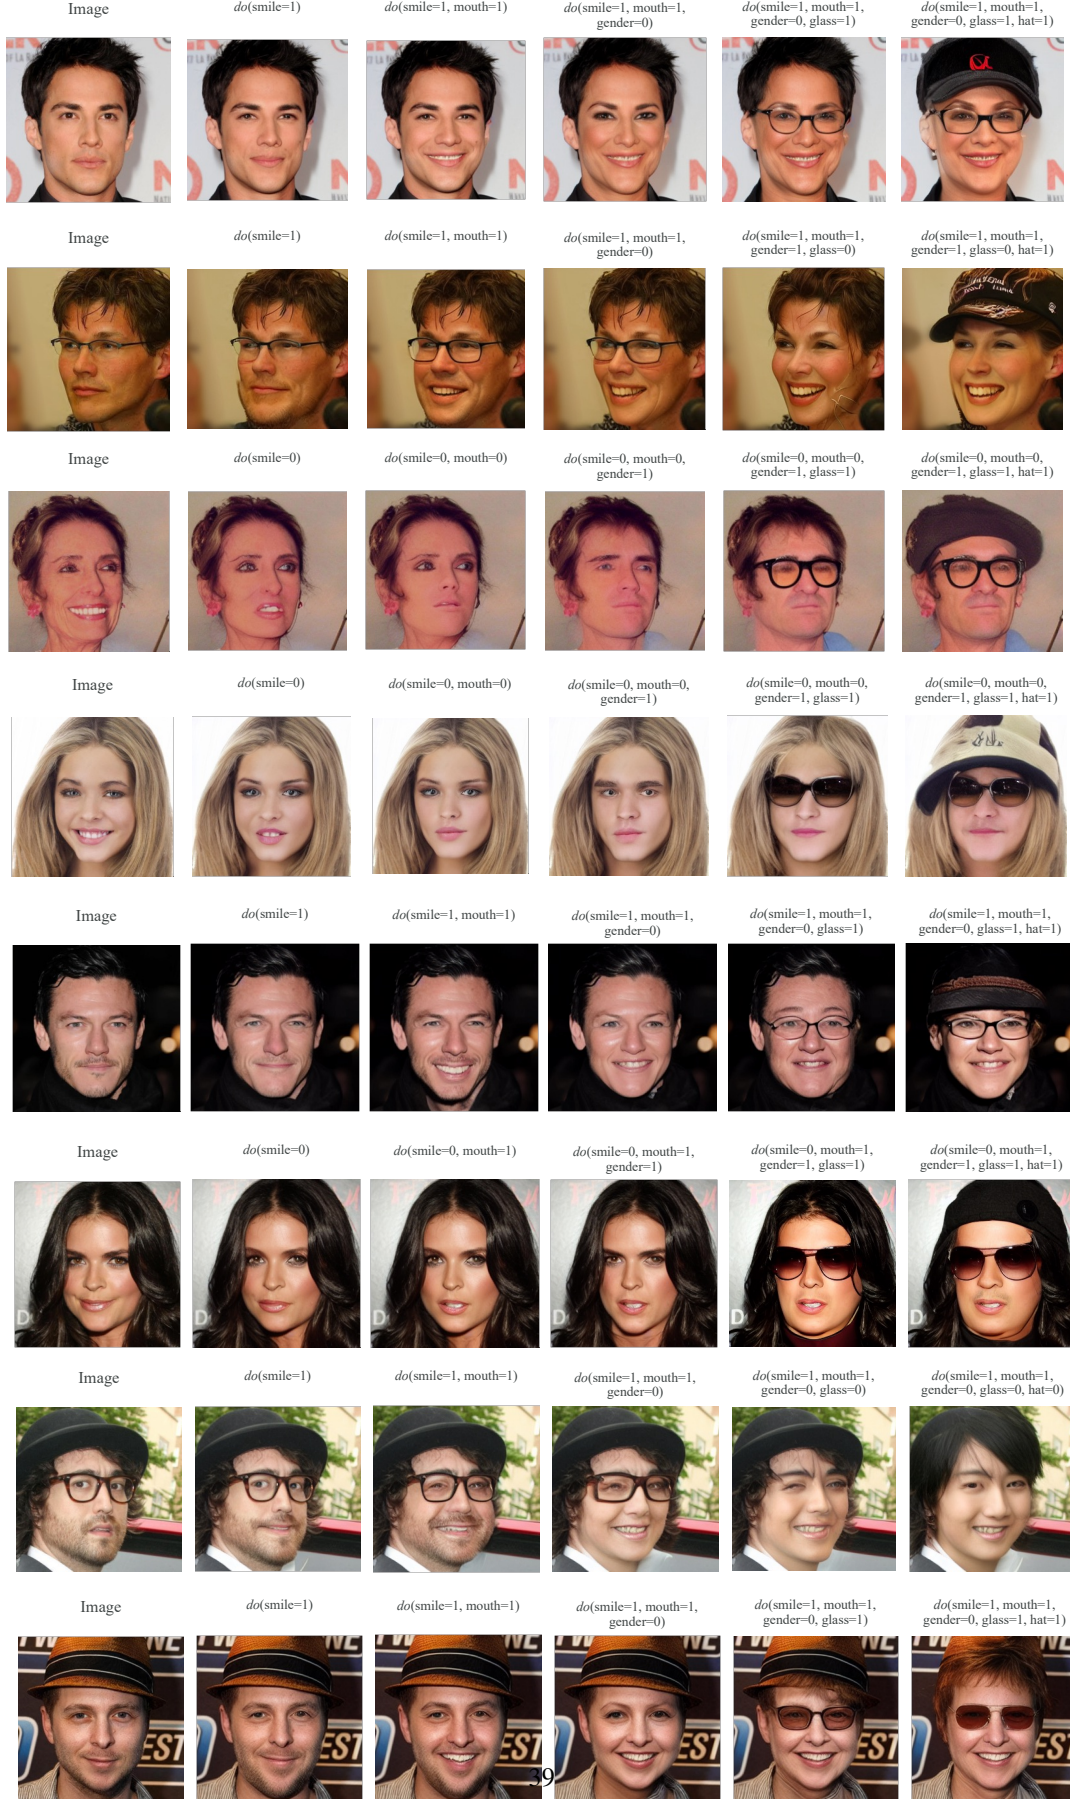 Image
do(smile=1)
do(smile=1, mouth=1)
do(smile=1, mouth=1,
gender=0)
do(smile=1, mouth=1,
gender=0, glass=1)
do(smile=1, mouth=1,
gender=0, glass=1, hat=1)
Image
do(smile=1)
do(smile=1, mouth=1)
do(smile=1, mouth=1,
gender=0)
do(smile=1, mouth=1,
gender=1, glass=0)
do(smile=1, mouth=1,
gender=1, glass=0, hat=1)
Image
do(smile=0)
do(smile=0, mouth=0)
do(smile=0, mouth=0,
gender=1)
do(smile=0, mouth=0,
gender=1, glass=1)
do(smile=0, mouth=0,
gender=1, glass=1, hat=1)
Image
do(smile=0)
do(smile=0, mouth=0)
do(smile=0, mouth=0,
gender=1)
do(smile=0, mouth=0,
gender=1, glass=1)
do(smile=0, mouth=0,
gender=1, glass=1, hat=1)
Image
do(smile=1)
do(smile=1, mouth=1)
do(smile=1, mouth=1,
gender=0)
do(smile=1, mouth=1,
gender=0, glass=1)
do(smile=1, mouth=1,
gender=0, glass=1, hat=1)
Image
do(smile=0)
do(smile=0, mouth=1)
do(smile=0, mouth=1,
gender=1)
do(smile=0, mouth=1,
gender=1, glass=1)
do(smile=0, mouth=1,
gender=1, glass=1, hat=1)
Image
do(smile=1)
do(smile=1, mouth=1)
do(smile=1, mouth=1,
gender=0)
do(smile=1, mouth=1,
gender=0, glass=0)
do(smile=1, mouth=1,
gender=0, glass=0, hat=0)
Image
do(smile=1)
do(smile=1, mouth=1)
do(smile=1, mouth=1,
gender=0)
do(smile=1, mouth=1,
gender=0, glass=1)
do(smile=1, mouth=1,
gender=0, glass=1, hat=1)
EST
EST
EST
EST
EST
EST
39